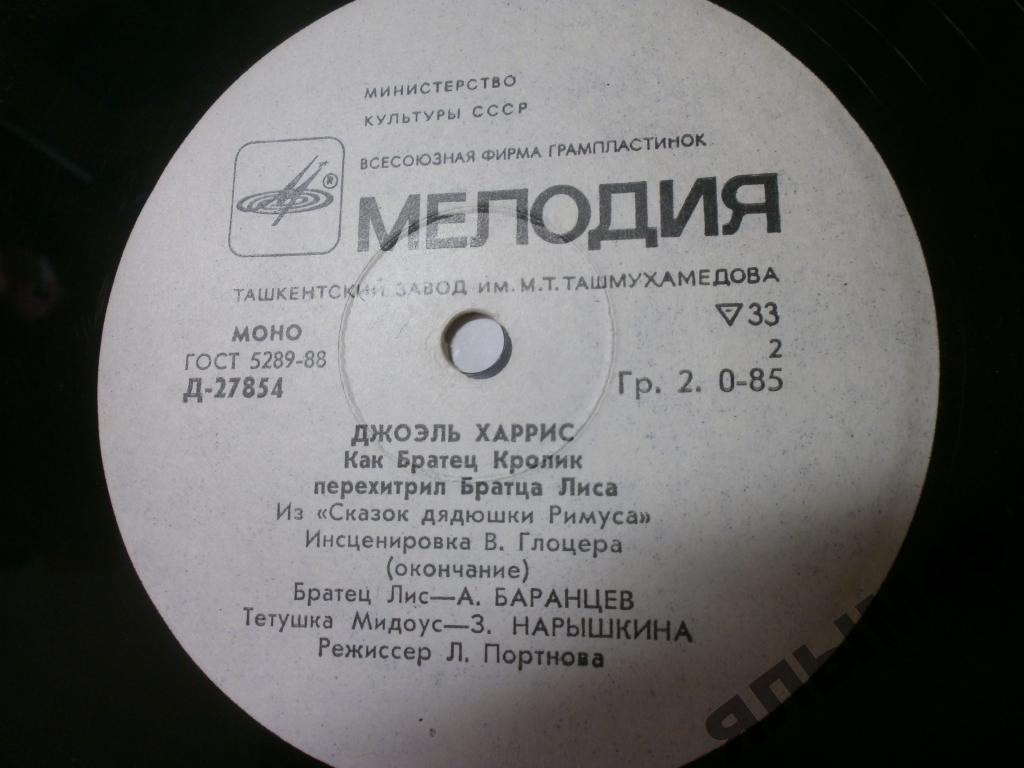 МИНИСТЕРСТВО
КУЛЬТУРЫ СССР
ВСЕСОЮЗНАЯ ФИРМА ГРАМПЛАСТИНОК
®
МЕЛОДИЯ
ТАШКЕНТСКИЙ ЗАВОД ИМ. М.Т. ТАШМУХАМЕДОВА
МОНО
ГОСТ 5289-88
Д-27854
33
2
Гр. 2. 0-85
ДЖОЭЛЬ ХАРРИС
Как Братец Кролик
перехитрил Братца Лиса
Из «Сказок дядюшки Римуса»
Инсценировка В. Глоцера
(окончание)
Братец Лис—А. БАРАНЦЕВ
Тетушка Мидоус—З. НАРЫШКИНА
Режиссер Л. Портнова